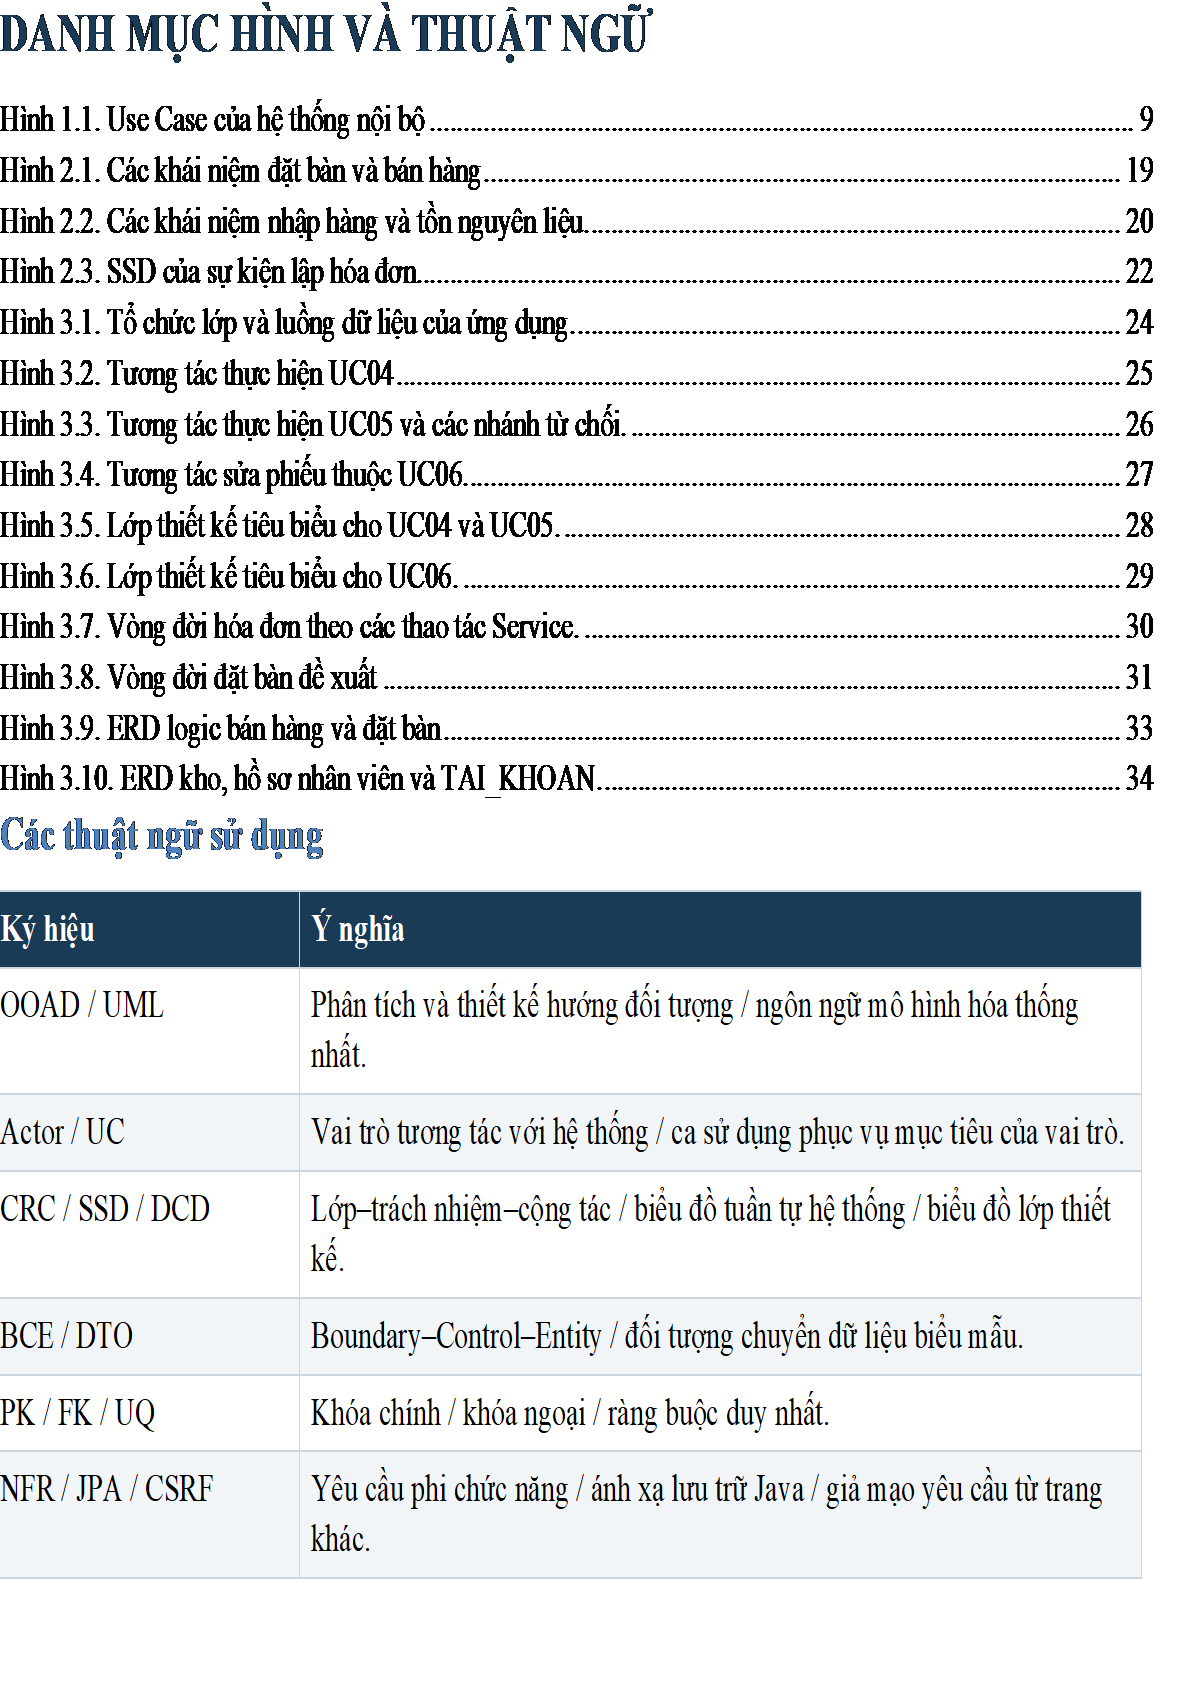 DANH MỤC HÌNH VÀ THUẬT NGỮ
Hình 1.1. Use Case của hệ thống nội bộ ........ 9
Hình 2.1. Các khái niệm đặt bàn và bán hàng ........ 19
Hình 2.2. Các khái niệm nhập hàng và tồn nguyên liệu. ........ 20
Hình 2.3. SSD của sự kiện lập hóa đơn. ........ 22
Hình 3.1. Tổ chức lớp và luồng dữ liệu của ứng dụng ........ 24
Hình 3.2. Tương tác thực hiện UC04 ........ 25
Hình 3.3. Tương tác thực hiện UC05 và các nhánh từ chối. ........ 26
Hình 3.4. Tương tác sửa phiếu thuộc UC06. ........ 27
Hình 3.5. Lớp thiết kế tiêu biểu cho UC04 và UC05. ........ 28
Hình 3.6. Lớp thiết kế tiêu biểu cho UC06. ........ 29
Hình 3.7. Vòng đời hóa đơn theo các thao tác Service. ........ 30
Hình 3.8. Vòng đời đặt bàn đề xuất ........ 31
Hình 3.9. ERD logic bán hàng và đặt bàn ........ 33
Hình 3.10. ERD kho, hồ sơ nhân viên và TAI_KHOAN. ........ 34
Các thuật ngữ sử dụng
Ký hiệu Ý nghĩa
OOAD / UML Phân tích và thiết kế hướng đối tượng / ngôn ngữ mô hình hóa thống
nhất.
Actor / UC Vai trò tương tác với hệ thống / ca sử dụng phục vụ mục tiêu của vai trò.
CRC / SSD / DCD Lớp–trách nhiệm–cộng tác / biểu đồ tuần tự hệ thống / biểu đồ lớp thiết
kế.
BCE / DTO Boundary–Control–Entity / đối tượng chuyển dữ liệu biểu mẫu.
PK / FK / UQ Khóa chính / khóa ngoại / ràng buộc duy nhất.
NFR / JPA / CSRF Yêu cầu phi chức năng / ánh xạ lưu trữ Java / giả mạo yêu cầu từ trang
khác.